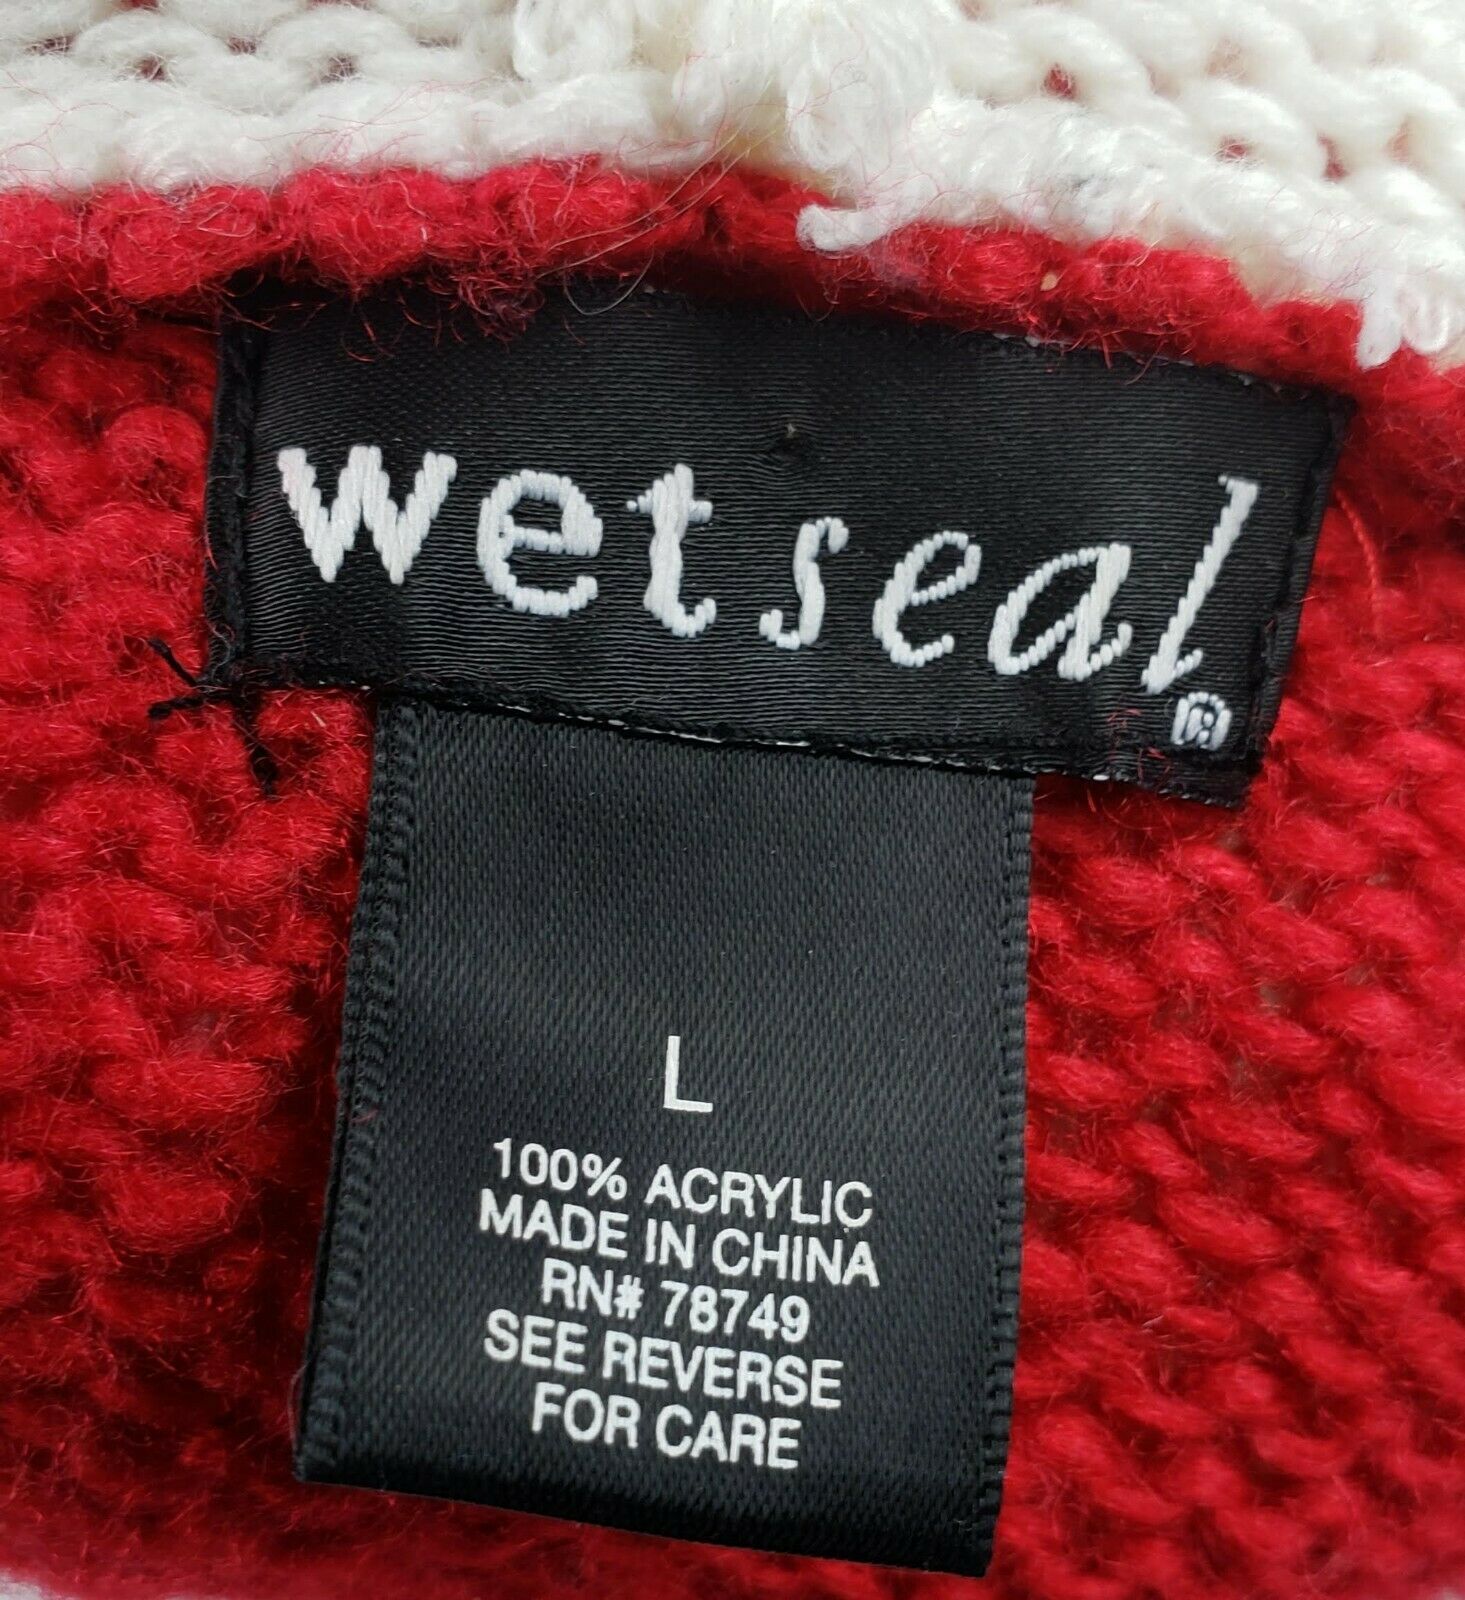 wetseal®
L
100% ACRYLIC
MADE IN CHINA
RN# 78749
SEE REVERSE
FOR CARE